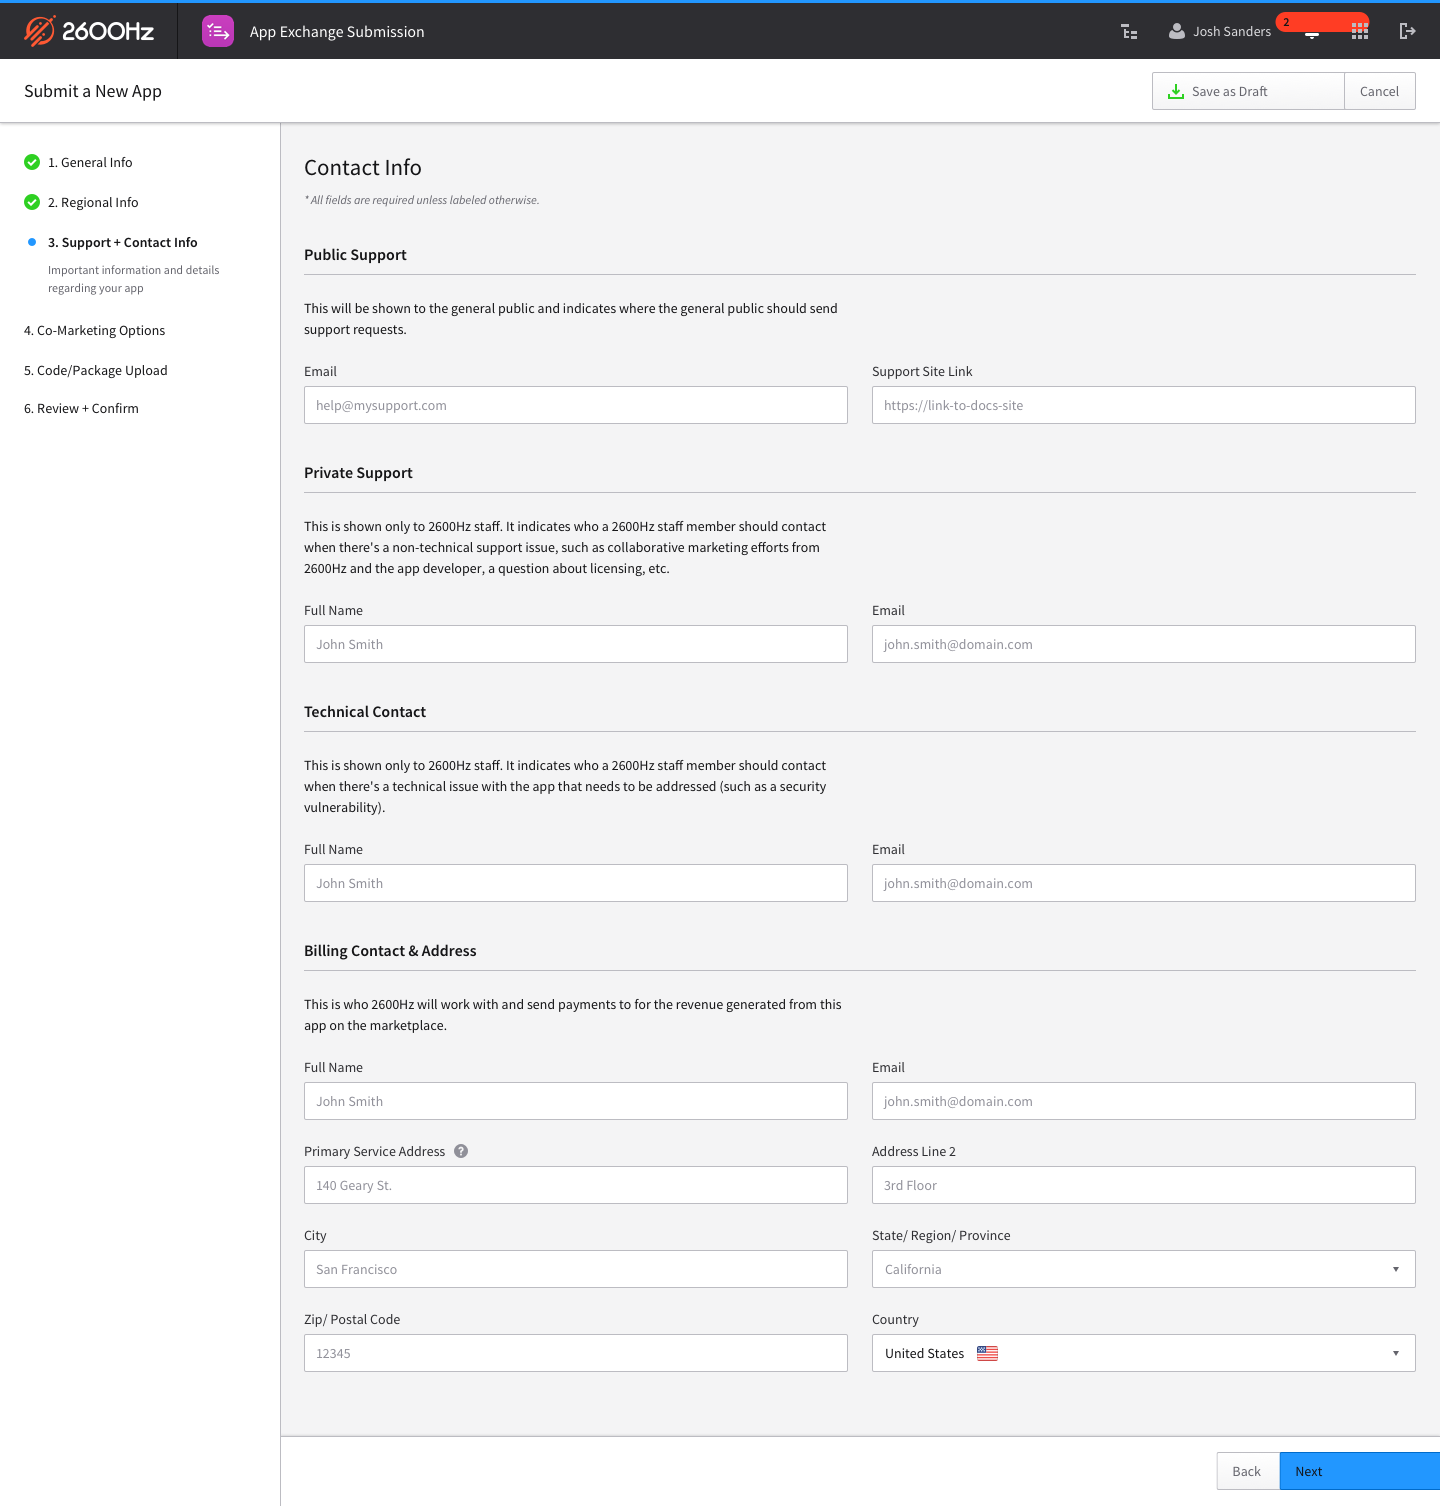 2600Hz
App Exchange Submission
Josh Sanders
2
Submit a New App
Save as Draft
Cancel
1. General Info
2. Regional Info
3. Support + Contact Info
Important information and details
regarding your app
4. Co-Marketing Options
5. Code/Package Upload
6. Review + Confirm
Contact Info
* All fields are required unless labeled otherwise.
Public Support
This will be shown to the general public and indicates where the general public should send
support requests.
Email
Support Site Link
help@mysupport.com
https://link-to-docs-site
Private Support
This is shown only to 2600Hz staff. It indicates who a 2600Hz staff member should contact
when there's a non-technical support issue, such as collaborative marketing efforts from
2600Hz and the app developer, a question about licensing, etc.
Full Name
Email
John Smith
john.smith@domain.com
Technical Contact
This is shown only to 2600Hz staff. It indicates who a 2600Hz staff member should contact
when there's a technical issue with the app that needs to be addressed (such as a security
vulnerability).
Full Name
Email
John Smith
john.smith@domain.com
Billing Contact & Address
This is who 2600Hz will work with and send payments to for the revenue generated from this
app on the marketplace.
Full Name
Email
John Smith
john.smith@domain.com
Primary Service Address ?
Address Line 2
140 Geary St.
3rd Floor
City
State/ Region/ Province
San Francisco
California
Zip/ Postal Code
Country
12345
United States
Back
Next